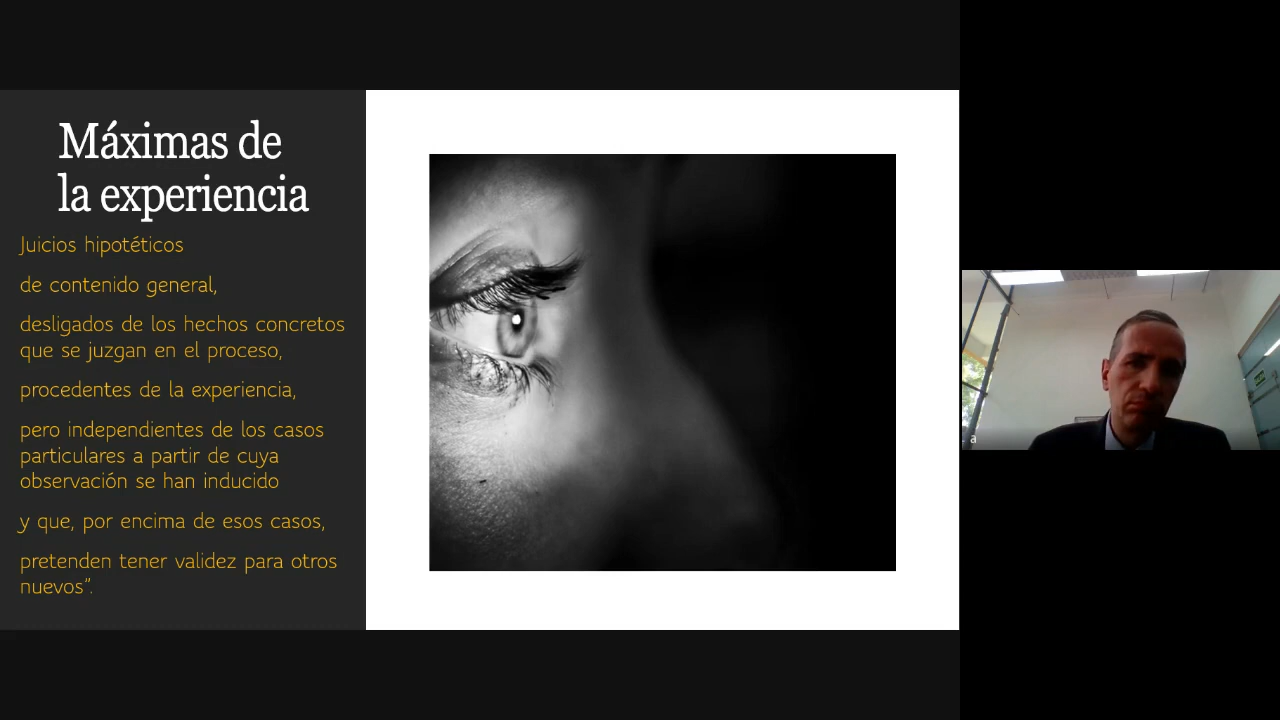 Máximas de
la experiencia
Juicios hipotéticos
de contenido general,
desligados de los hechos concretos
que se juzgan en el proceso,
procedentes de la experiencia,
pero independientes de los casos
particulares a partir de cuya
observación se han inducido
y que, por encima de esos casos,
pretenden tener validez para otros
nuevos”.
a